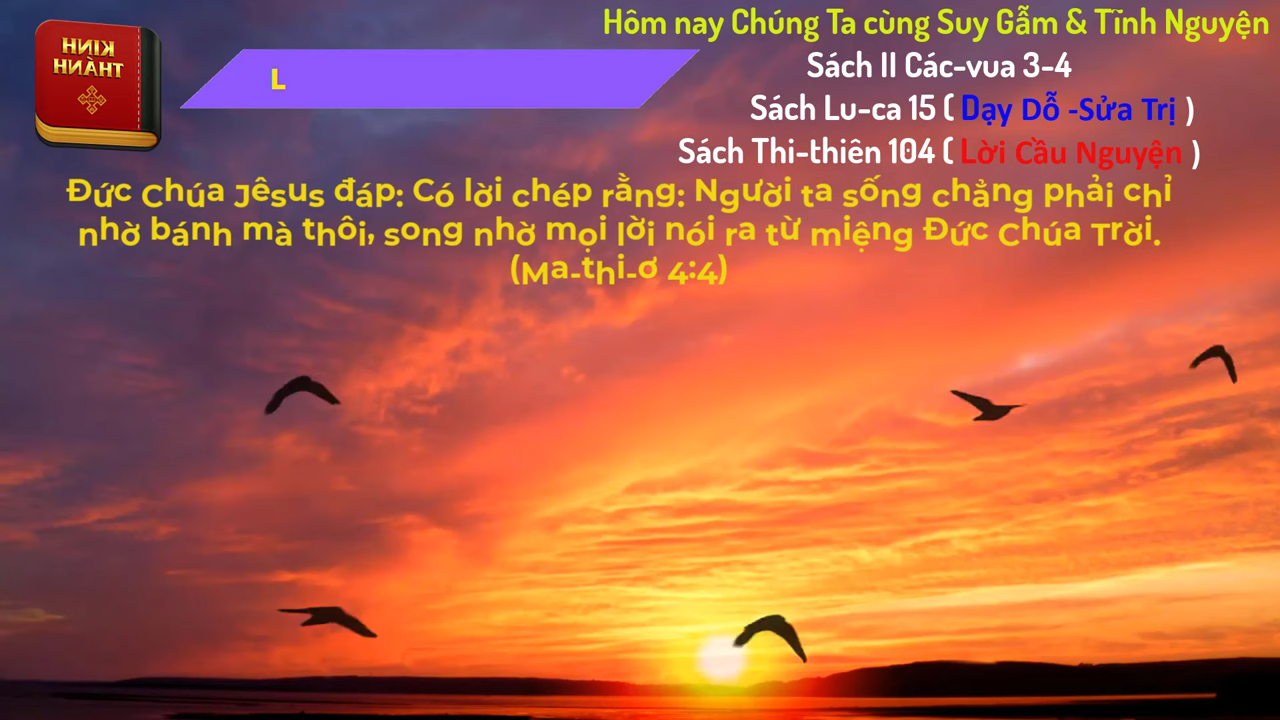 KINH
THÁNH
L
Hôm nay Chúng Ta cùng Suy Gẫm & Tĩnh Nguyện
Sách II Các-vua 3-4
Sách Lu-ca 15 ( Dạy Dỗ -Sửa Trị )
Sách Thi-thiên 104 ( Lời Cầu Nguyện )
Đức Chúa Jêsus đáp: Có lời chép rằng: Người ta sống chẳng phải chỉ
nhờ bánh mà thôi, song nhờ mọi lời nói ra từ miệng Đức Chúa Trời.
(Ma-thi-ơ 4:4)